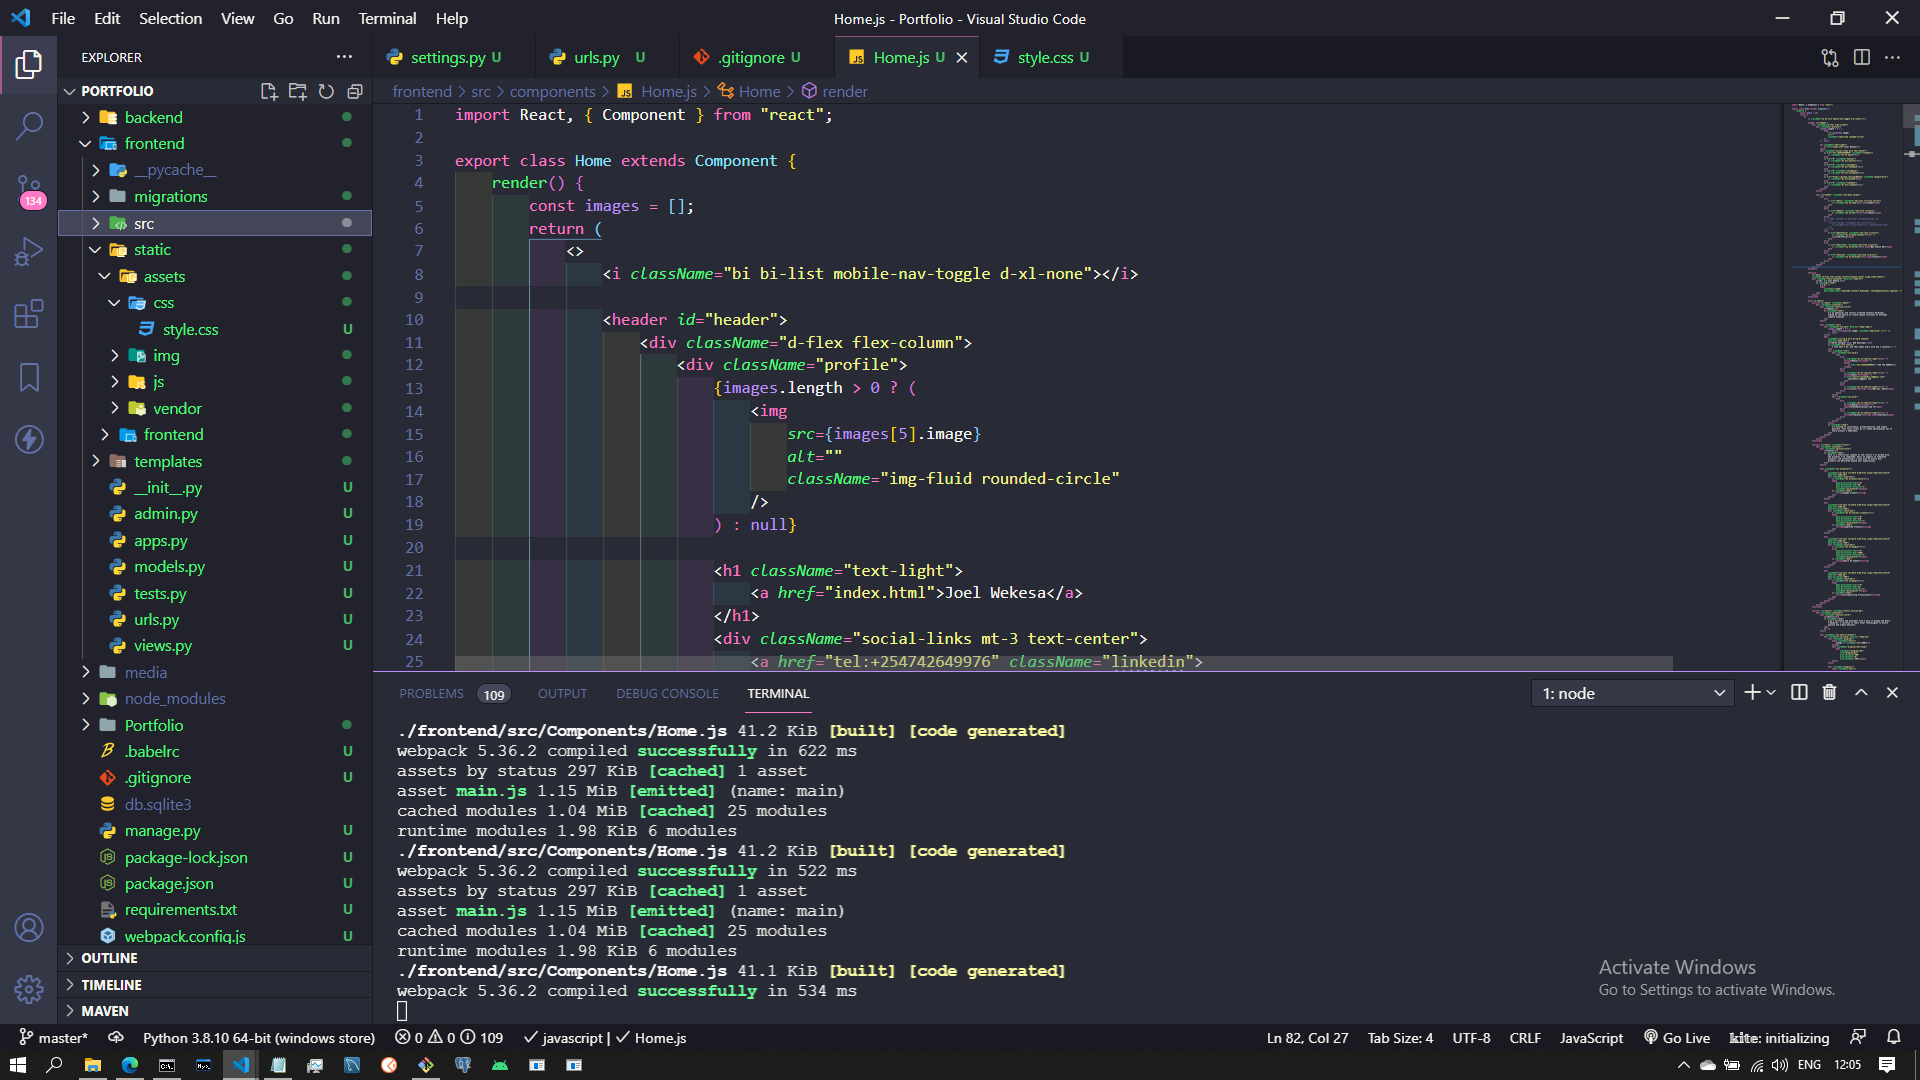 File Edit Selection View Go Run Terminal Help
Home.js - Portfolio - Visual Studio Code
EXPLORER
settings.py U
urls.py U
.gitignore U
Home.js U
style.css U
PORTFOLIO
frontend > src > components > Home.js > Home > render
backend
frontend
__pycache__
migrations
134
src
static
assets
css
style.css U
img
js
vendor
frontend
templates
__init__.py U
admin.py U
apps.py U
models.py U
tests.py U
urls.py U
views.py U
media
node_modules
Portfolio
.babelrc U
.gitignore U
db.sqlite3
manage.py U
package-lock.json U
package.json U
requirements.txt U
webpack.config.js U
OUTLINE
TIMELINE
MAVEN
1 import React, { Component } from "react";
2
3 export class Home extends Component {
4 render() {
5 const images = [];
6 return (
7 <>
8 <i className="bi bi-list mobile-nav-toggle d-xl-none"></i>
9
10 <header id="header">
11 <div className="d-flex flex-column">
12 <div className="profile">
13 {images.length > 0 ? (
14 <img
15 src={images[5].image}
16 alt=""
17 className="img-fluid rounded-circle"
18 />
19 ) : null}
20
21 <h1 className="text-light">
22 <a href="index.html">Joel Wekesa</a>
23 </h1>
24 <div className="social-links mt-3 text-center">
25 <a href="tel:+254742649976" className="linkedin">
PROBLEMS 109 OUTPUT DEBUG CONSOLE TERMINAL
1: node
./frontend/src/Components/Home.js 41.2 KiB [built] [code generated]
webpack 5.36.2 compiled successfully in 622 ms
assets by status 297 KiB [cached] 1 asset
asset main.js 1.15 MiB [emitted] (name: main)
cached modules 1.04 MiB [cached] 25 modules
runtime modules 1.98 KiB 6 modules
./frontend/src/Components/Home.js 41.2 KiB [built] [code generated]
webpack 5.36.2 compiled successfully in 522 ms
assets by status 297 KiB [cached] 1 asset
asset main.js 1.15 MiB [emitted] (name: main)
cached modules 1.04 MiB [cached] 25 modules
runtime modules 1.98 KiB 6 modules
./frontend/src/Components/Home.js 41.1 KiB [built] [code generated]
webpack 5.36.2 compiled successfully in 534 ms
Activate Windows
Go to Settings to activate Windows.
master* Python 3.8.10 64-bit (windows store) 0 0 109 javascript | Home.js
Ln 82, Col 27 Tab Size: 4 UTF-8 CRLF JavaScript Go Live kite: initializing
ENG 12:05